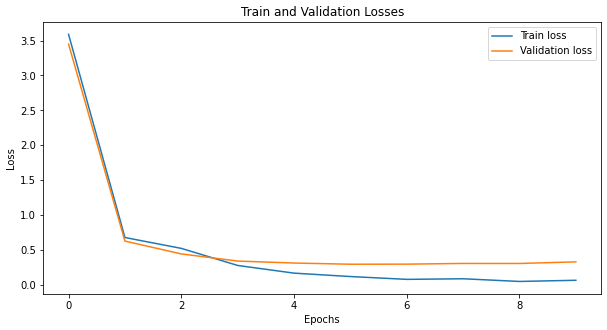 Train and Validation Losses
Train loss
Validation loss
3.5
3.0
2.5
2.0
1.5
1.0
0.5
0.0
Loss
0 2 4 6 8
Epochs